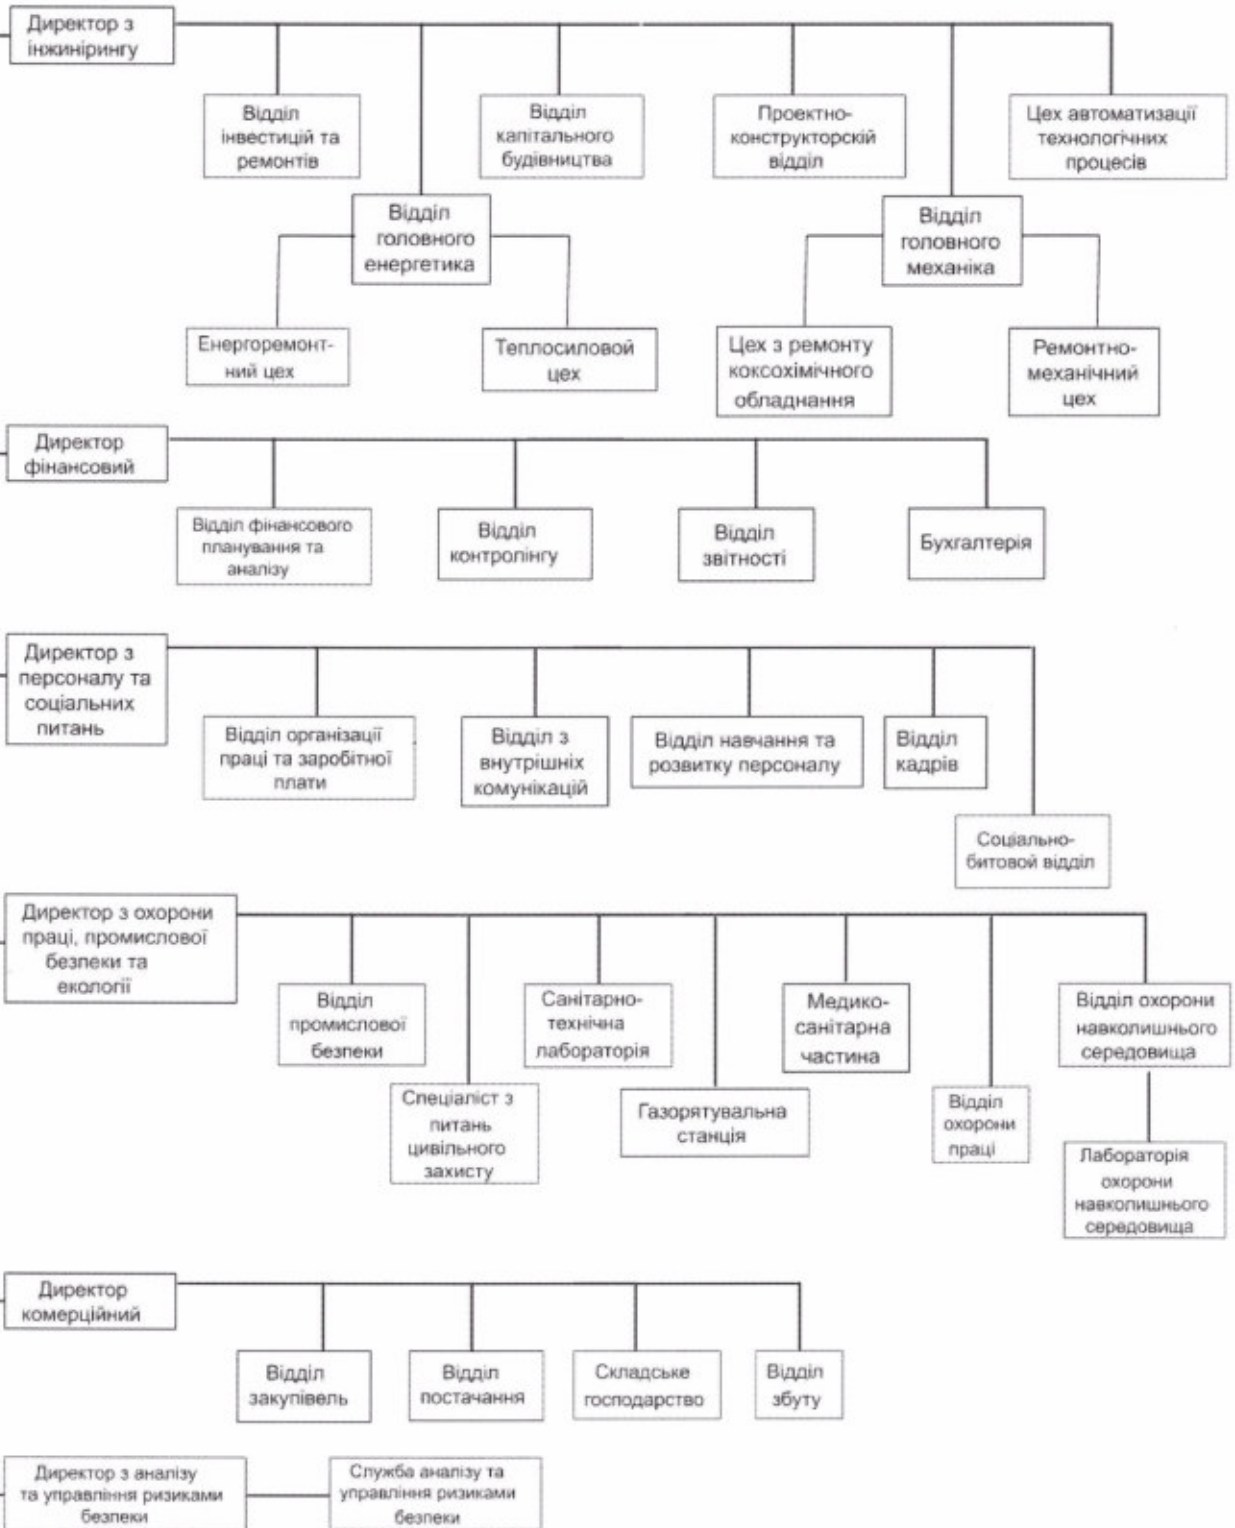 Директор з
інжинірингу
Відділ
інвестицій та
ремонтів
Відділ
капітального
будівництва
Проектно-
конструкторскій
відділ
Цех автоматизації
технологічних
процесів
Відділ
головного
енергетика
Відділ
головного
механіка
Енергоремонт-
ний цех
Теплосиловой
цех
Цех з ремонту
коксохімічного
обладнання
Ремонтно-
механічний
цех
Директор
фінансовий
Відділ фінансового
планування та
аналізу
Відділ
контролінгу
Відділ
звітності
Бухгалтерія
Директор з
персоналу та
соціальних
питань
Відділ організації
праці та заробітної
плати
Відділ з
внутрішніх
комунікацій
Відділ навчання та
розвитку персоналу
Відділ
кадрів
Соціально-
битовой відділ
Директор з охорони
праці, промислової
безпеки та
екології
Відділ
промислової
безпеки
Санітарно-
технічна
лабораторія
Медико-
санітарна
частина
Відділ охорони
навколишнього
середовища
Спеціаліст з
питань
цивільного
захисту
Газорятувальна
станція
Відділ
охорони
праці
Лабораторія
охорони
навколишнього
середовища
Директор
комерційний
Відділ
закупівель
Відділ
постачання
Складське
господарство
Відділ
збуту
Директор з аналізу
та управління ризиками
безпеки
Служба аналізу та
управління ризиками
безпеки